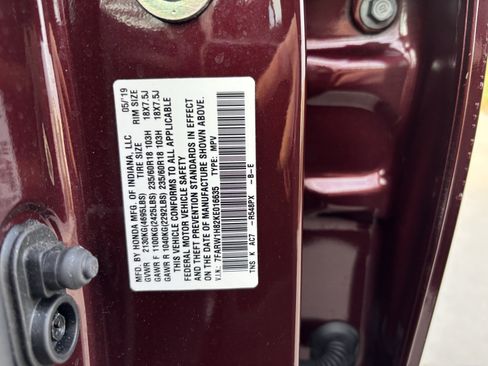 MFD. BY HONDA MFG. OF INDIANA, LLC 05/19
TIRE SIZE RIM SIZE
GVWR 2130KG(4695LBS)
GAWR F 1100KG(2425LBS) 235/60R18 103H 18X7.5J
GAWR R 1040KG(2292LBS) 235/60R18 103H 18X7.5J
THIS VEHICLE CONFORMS TO ALL APPLICABLE
FEDERAL MOTOR VEHICLE SAFETY
AND THEFT PREVENTION STANDARDS IN EFFECT
ON THE DATE OF MANUFACTURE SHOWN ABOVE.
V.I.N.: 7FARW1H82KE016635 TYPE: MPV
TNS K AC7 -R548PX -B-E